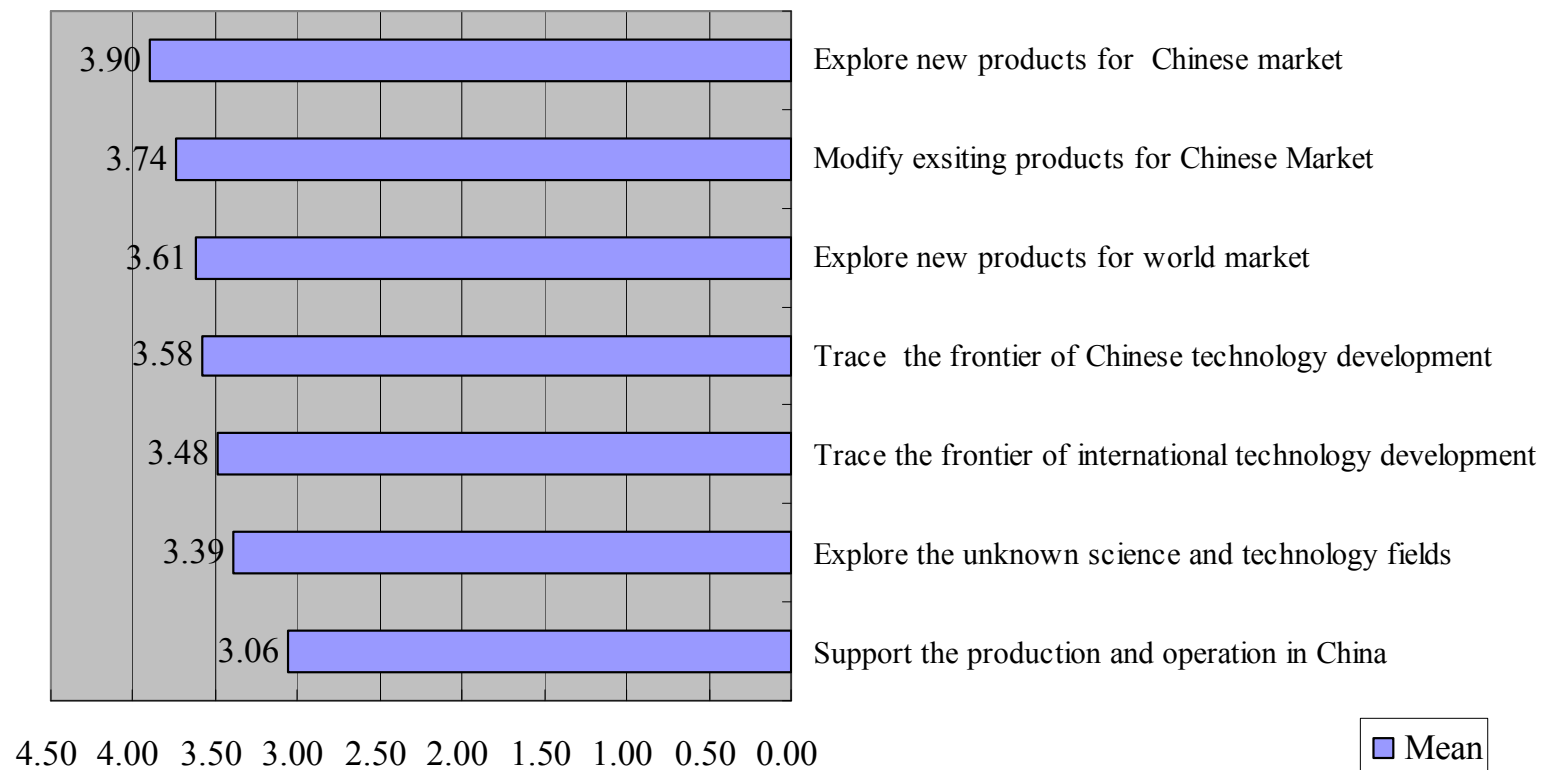 3.90 Explore new products for Chinese market
3.74 Modify exsiting products for Chinese Market
3.61 Explore new products for world market
3.58 Trace the frontier of Chinese technology development
3.48 Trace the frontier of international technology development
3.39 Explore the unknown science and technology fields
3.06 Support the production and operation in China
4.50 4.00 3.50 3.00 2.50 2.00 1.50 1.00 0.50 0.00
Mean